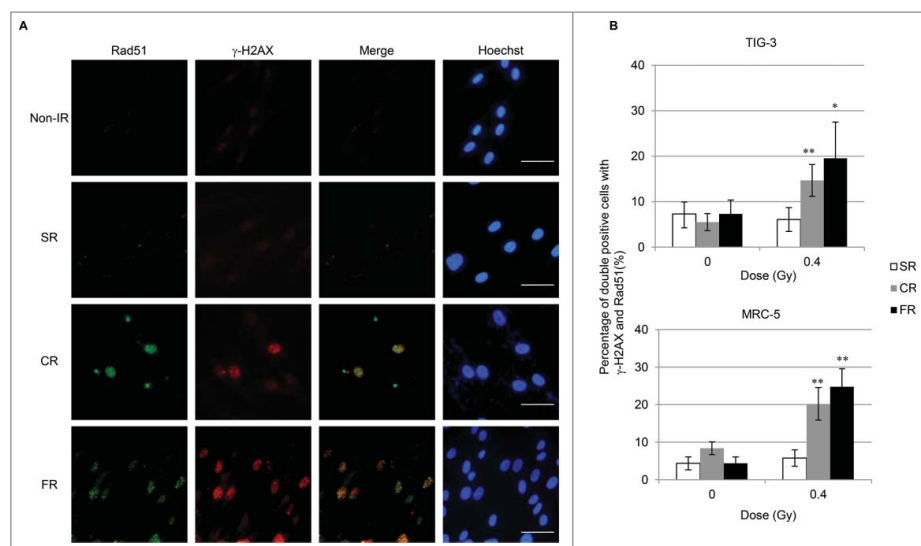 A
Rad51 γ-H2AX Merge Hoechst
Non-IR
SR
CR
FR
B
TIG-3
40
30
20
10
0
**
*
0 0.4
Dose (Gy)
Percentage of double positive cells with
γ-H2AX and Rad51(%)
SR
CR
FR
MRC-5
40
30
20
10
0
**
**
0 0.4
Dose (Gy)